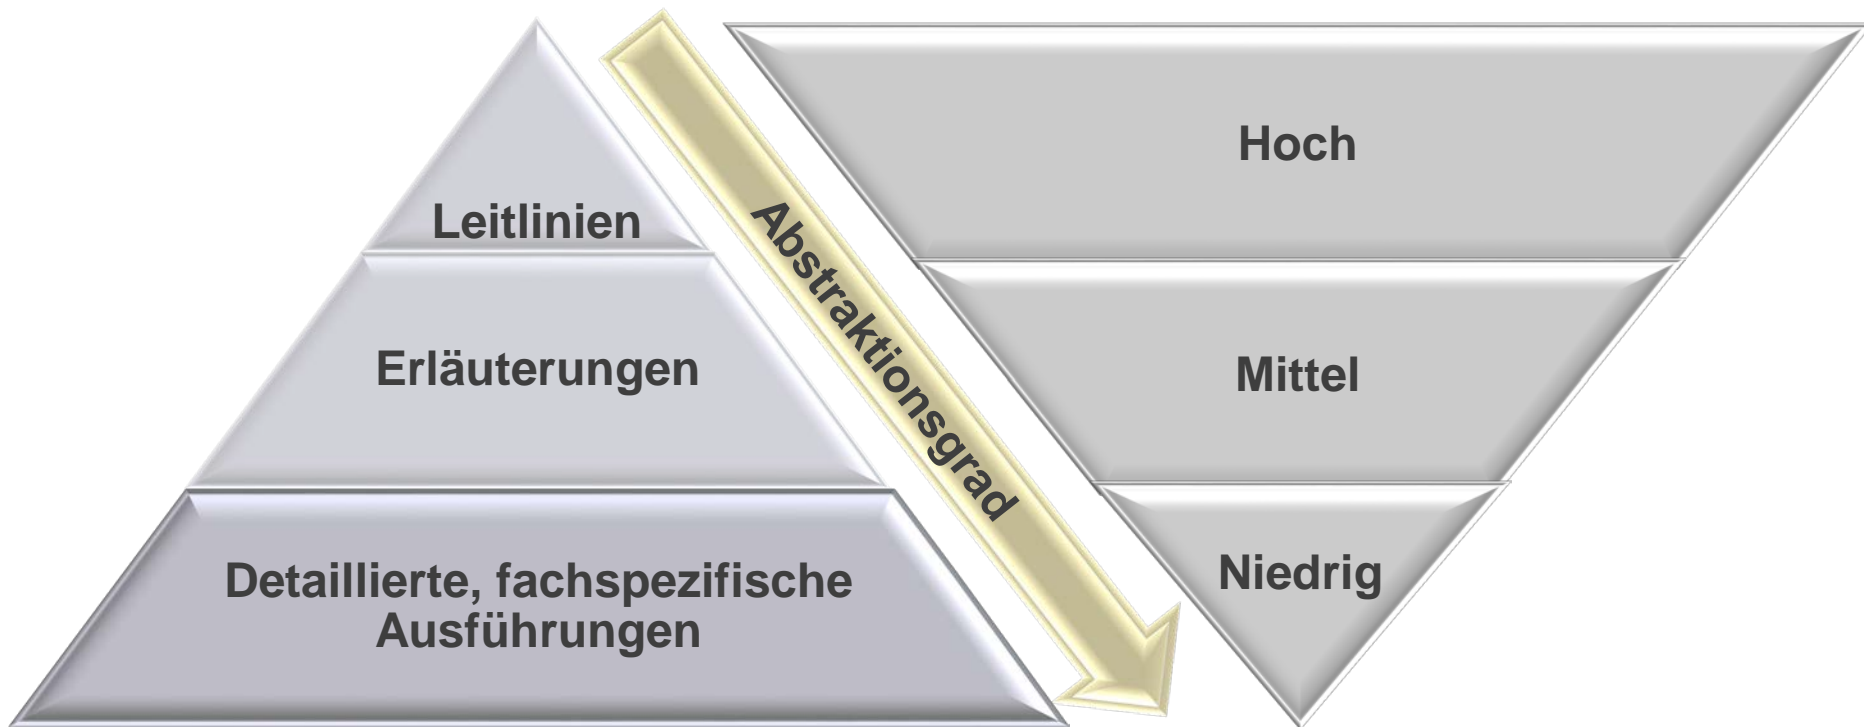 Leitlinien
Erläuterungen
Detaillierte, fachspezifische
Ausführungen
Abstraktionsgrad
Hoch
Mittel
Niedrig